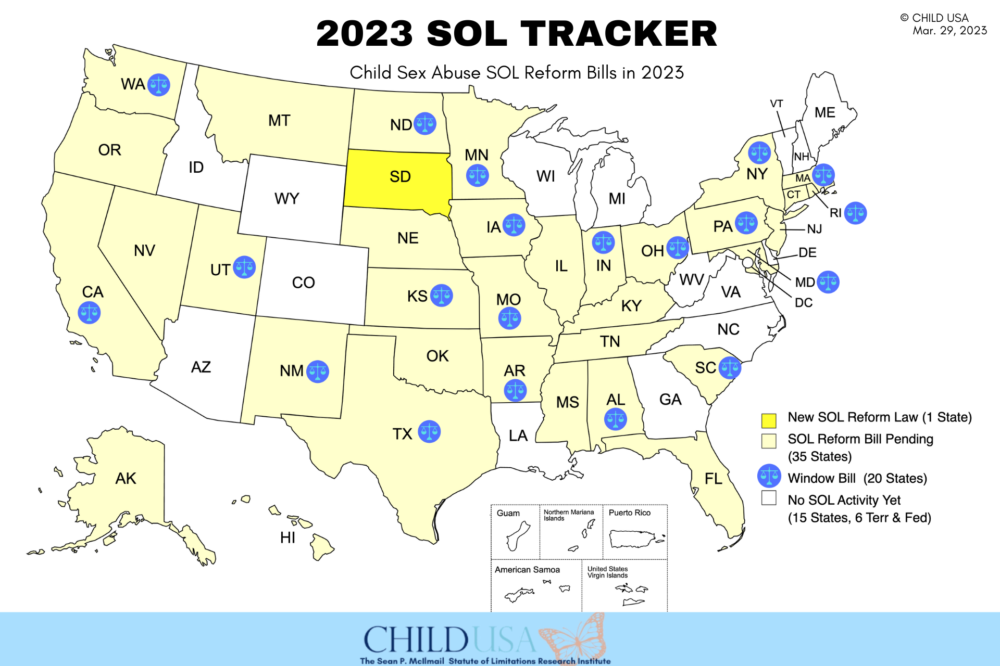 2023 SOL TRACKER
© CHILD USA
Mar. 29, 2023
Child Sex Abuse SOL Reform Bills in 2023
WA
MT
ND
MN
OR
ID
SD
WY
WI
MI
VT
ME
NH
NY
MA
CT
RI
NJ
PA
DE
MD
DC
NE
IA
NV
UT
CO
CA
KS
MO
IL
IN
OH
WV
VA
KY
NC
TN
SC
AZ
NM
OK
AR
MS
AL
GA
TX
LA
FL
AK
HI
New SOL Reform Law (1 State)
SOL Reform Bill Pending
(35 States)
Window Bill (20 States)
No SOL Activity Yet
(15 States, 6 Terr & Fed)
Guam
Northern Mariana
Islands
Puerto Rico
American Samoa
United States
Virgin Islands
CHILD USA
The Sean P. McIlmail Statute of Limitations Research Institute